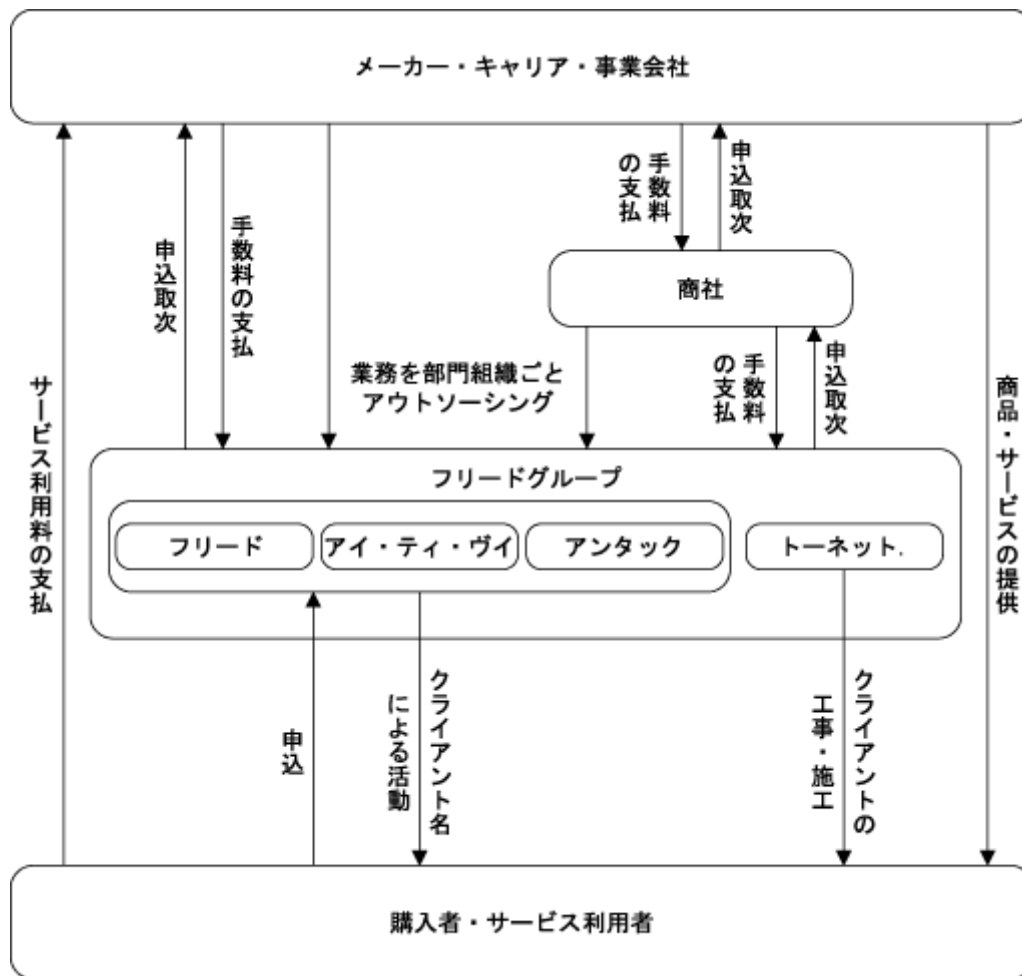 メーカー・キャリア・事業会社
手数料
の支払
申込取次
申込取次
手数料の支払
商社
業務を部門組織ごと
アウトソーシング
手数料
の支払
申込取次
サービス利用料の支払
商品・サービスの提供
フリードグループ
フリード
アイ・ティ・ヴイ
アンタック
トーネット.
申込
クライアント名
による活動
クライアントの
工事・施工
購入者・サービス利用者